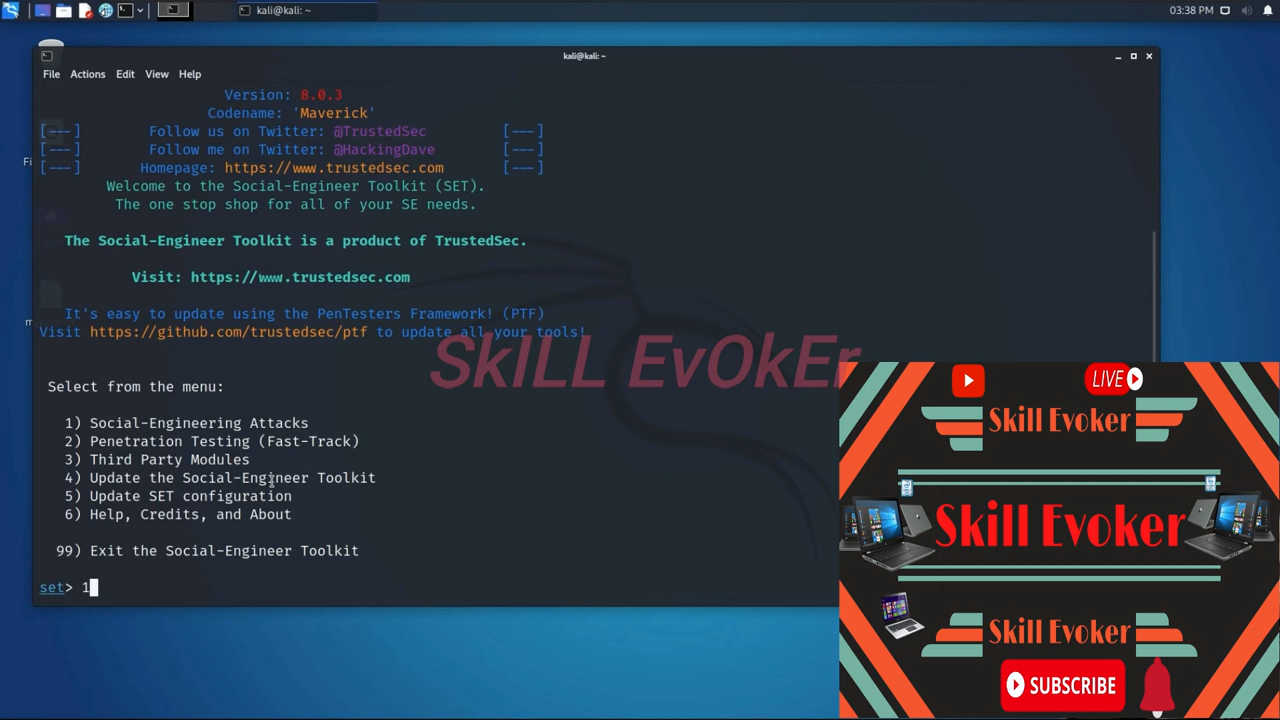 kali@kali: ~
03:38 PM
kali@kali: ~
File Actions Edit View Help
Version: 8.0.3
Codename: 'Maverick'
[---] Follow us on Twitter: @TrustedSec [---]
[---] Follow me on Twitter: @HackingDave [---]
[---] Homepage: https://www.trustedsec.com [---]
Welcome to the Social-Engineer Toolkit (SET).
The one stop shop for all of your SE needs.
The Social-Engineer Toolkit is a product of TrustedSec.
Visit: https://www.trustedsec.com
It's easy to update using the PenTesters Framework! (PTF)
Visit https://github.com/trustedsec/ptf to update all your tools!
SkILL EvOkEr
Select from the menu:
1) Social-Engineering Attacks
2) Penetration Testing (Fast-Track)
3) Third Party Modules
4) Update the Social-Engineer Toolkit
5) Update SET configuration
6) Help, Credits, and About
99) Exit the Social-Engineer Toolkit
set> 1
LIVE
Skill Evoker
Skill Evoker
Skill Evoker
SUBSCRIBE